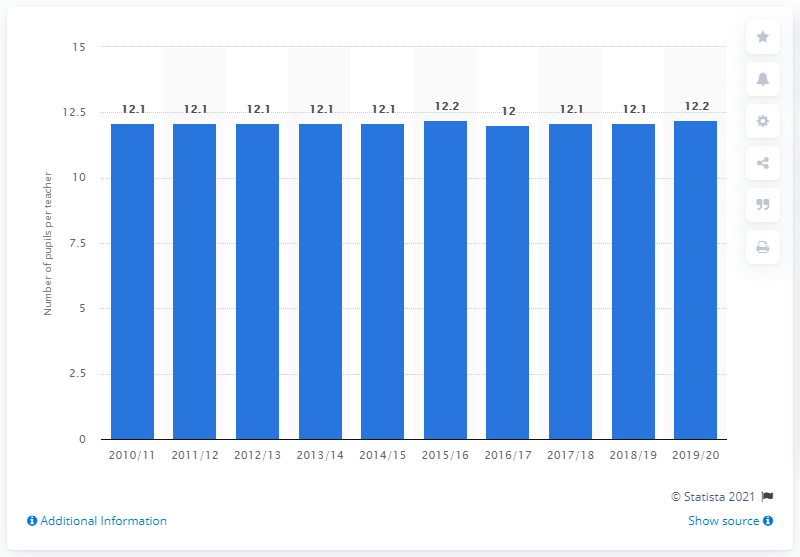 Number of pupils per teacher
15
12.5
10
7.5
5
2.5
0
12.1 12.1 12.1 12.1 12.1 12.2 12 12.1 12.1 12.2
2010/11 2011/12 2012/13 2013/14 2014/15 2015/16 2016/17 2017/18 2018/19 2019/20
© Statista 2021
Additional Information Show source